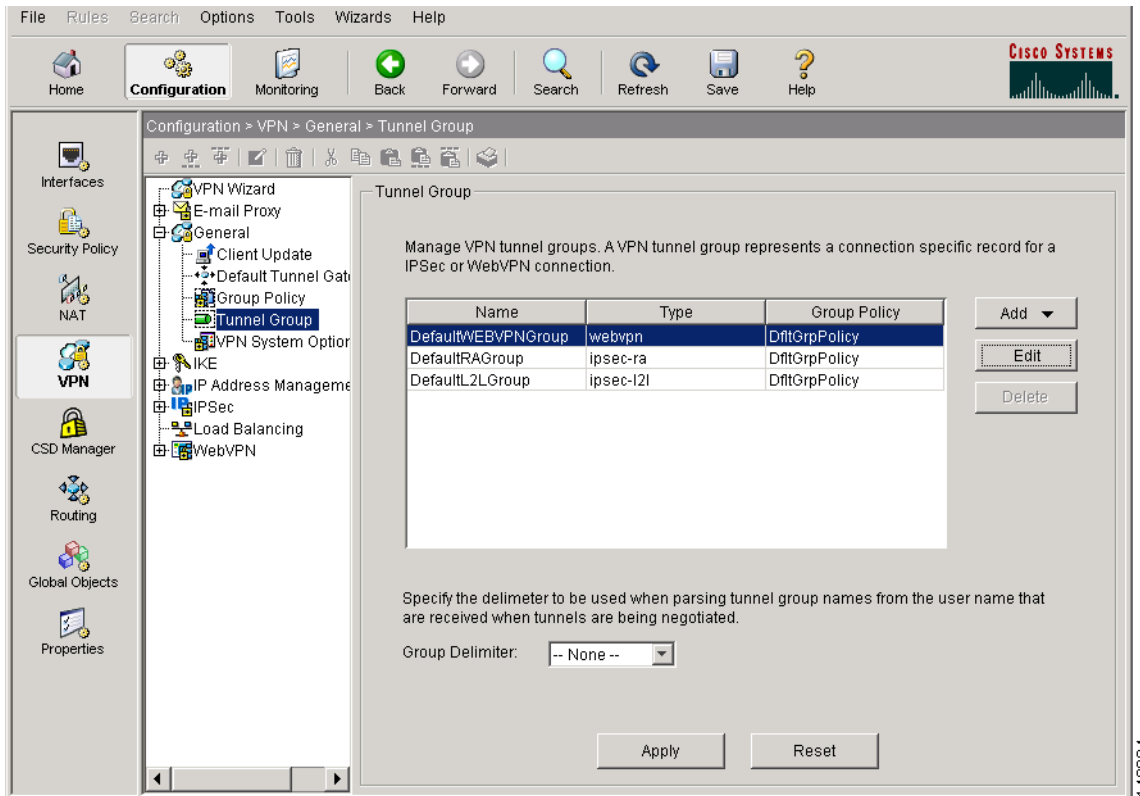 File Rules Search Options Tools Wizards Help
Home Configuration Monitoring Back Forward Search Refresh Save Help
CISCO SYSTEMS
Configuration > VPN > General > Tunnel Group
Interfaces
Security Policy
NAT
VPN
CSD Manager
Routing
Global Objects
Properties
VPN Wizard
E-mail Proxy
General
Client Update
Default Tunnel Gat
Group Policy
Tunnel Group
VPN System Option
IKE
IP Address Manageme
IPSec
Load Balancing
WebVPN
Tunnel Group
Manage VPN tunnel groups. A VPN tunnel group represents a connection specific record for a
IPSec or WebVPN connection.
Name Type Group Policy
DefaultWEBVPNGroup webvpn DfltGrpPolicy
DefaultRAGroup ipsec-ra DfltGrpPolicy
DefaultL2LGroup ipsec-l2l DfltGrpPolicy
Add
Edit
Delete
Specify the delimeter to be used when parsing tunnel group names from the user name that
are received when tunnels are being negotiated.
Group Delimiter: -- None --
Apply Reset